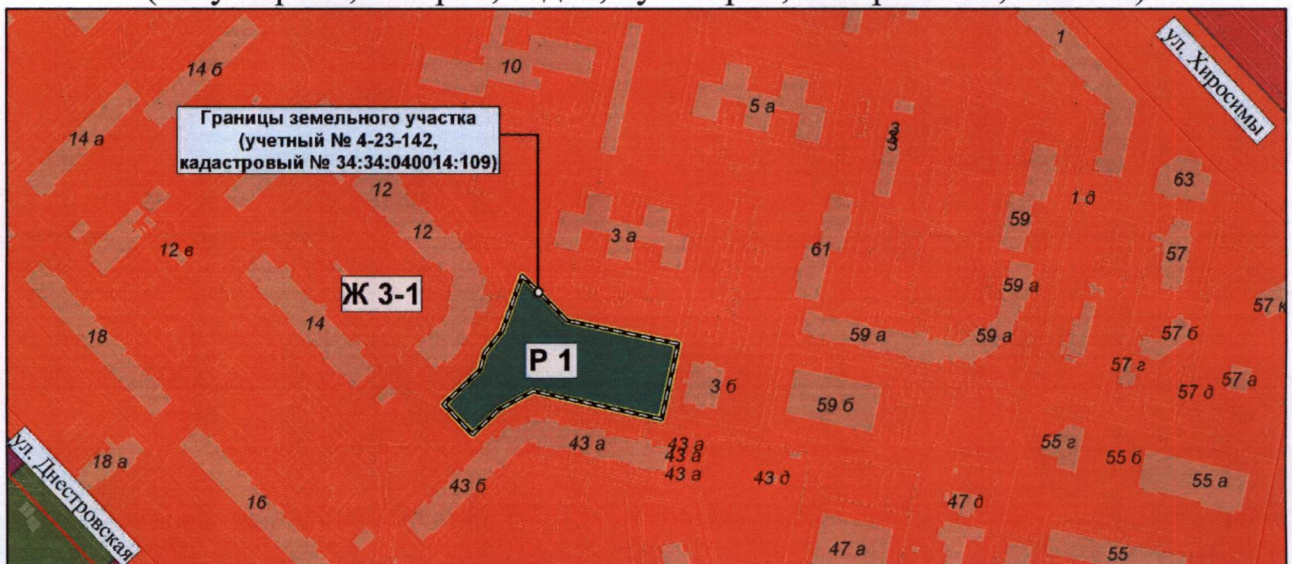 1
ул. Хиросимы
14 б
10
5 а
Границы земельного участка
(учетный № 4-23-142,
кадастровый № 34:34:040014:109)
14 а
12
63
1 д
59
12
3 а
61
57
12 в
59 а
57 к
Ж 3-1
14
18
59 а
59 а
57 б
Р 1
57 г
57 а
3 б
57 д
59 б
ул. Днестровская
43 а
43 а
43 а
43 а
55 г
55 б
18 а
43 б
43 д
55 а
16
47 д
47 а
55